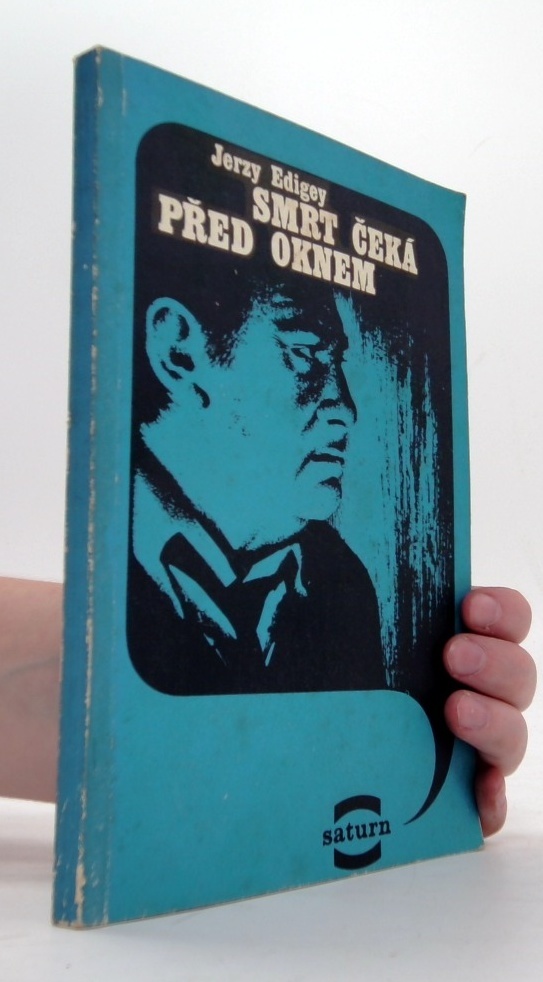 Jerzy Edigey
SMRT ČEKÁ
PŘED OKNEM
saturn